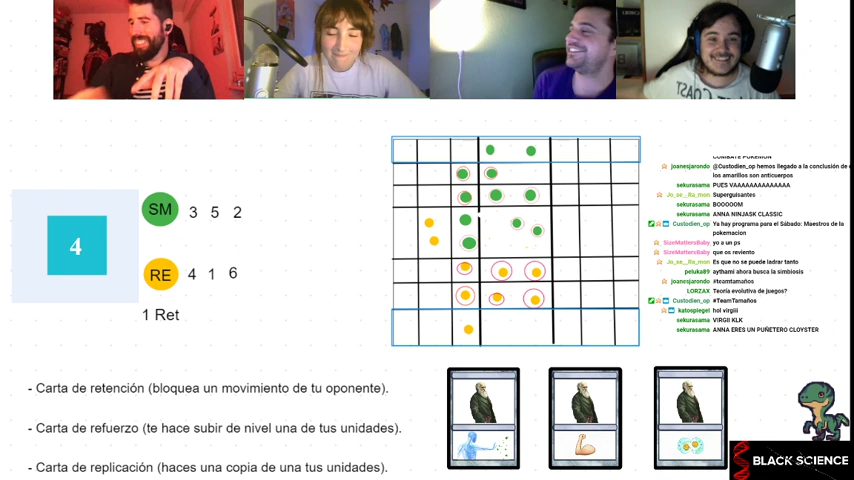 COMBATE POKEMON
joanesjarondo @Custodien_op hemos llegado a la conclusión de
los amarillos son anticuerpos
sekurasama PUES VAAAAAAAAAAAAA
Jo_se__Ra_mon Superguisantes
sekurasama BOOOOOM
sekurasama ANNA NINJASK CLASSIC
Custodien_op Ya hay programa para el Sábado: Maestros de la
pokemacion
SizeMattersBaby yo a un ps
SizeMattersBaby que os reviento
Jo_se__Ra_mon Es que no se puede ladrar tanto
peluka89 aythami ahora busca la simbiosis
joanesjarondo #teamtamaños
LORZAX Teoría evolutiva de juegos?
Custodien_op #TeamTamaños
katospiegel hol virgiii
sekurasama VIRGII KLK
sekurasama ANNA ERES UN PUÑETERO CLOYSTER
4
SM 3 5 2
RE 4 1 6
1 Ret
- Carta de retención (bloquea un movimiento de tu oponente).
- Carta de refuerzo (te hace subir de nivel una de tus unidades).
- Carta de replicación (haces una copia de una tus unidades).
BLACK SCIENCE